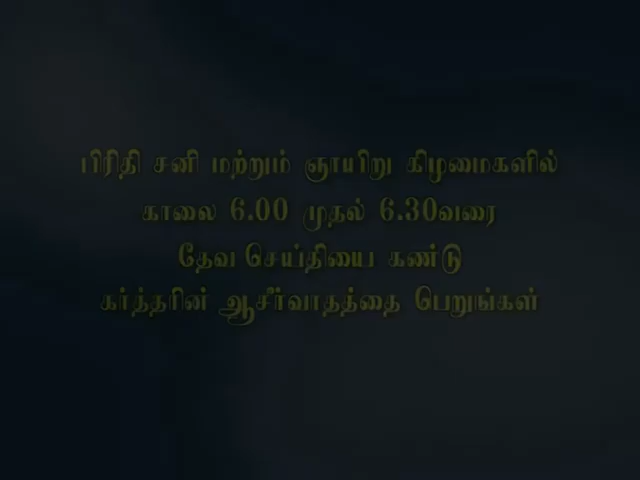 பிரிதி சனி மற்றும் ஞாயிறு கிழமைகளில்
காலை 6.00 முதல் 6.30வரை
தேவ செய்தியை கண்டு
கர்த்தரின் ஆசீர்வாதத்தை பெறுங்கள்